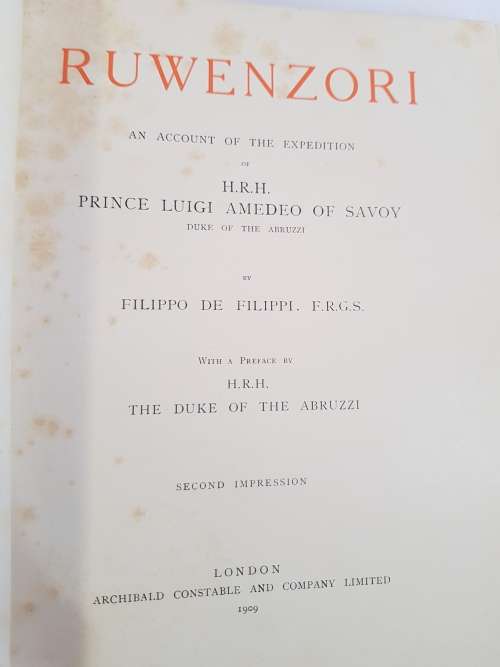 RUWENZORI
AN ACCOUNT OF THE EXPEDITION
OF
H.R.H.
PRINCE LUIGI AMEDEO OF SAVOY
DUKE OF THE ABRUZZI
BY
FILIPPO DE FILIPPI. F.R.G.S.
WITH A PREFACE BY
H.R.H.
THE DUKE OF THE ABRUZZI
SECOND IMPRESSION
LONDON
ARCHIBALD CONSTABLE AND COMPANY LIMITED
1909